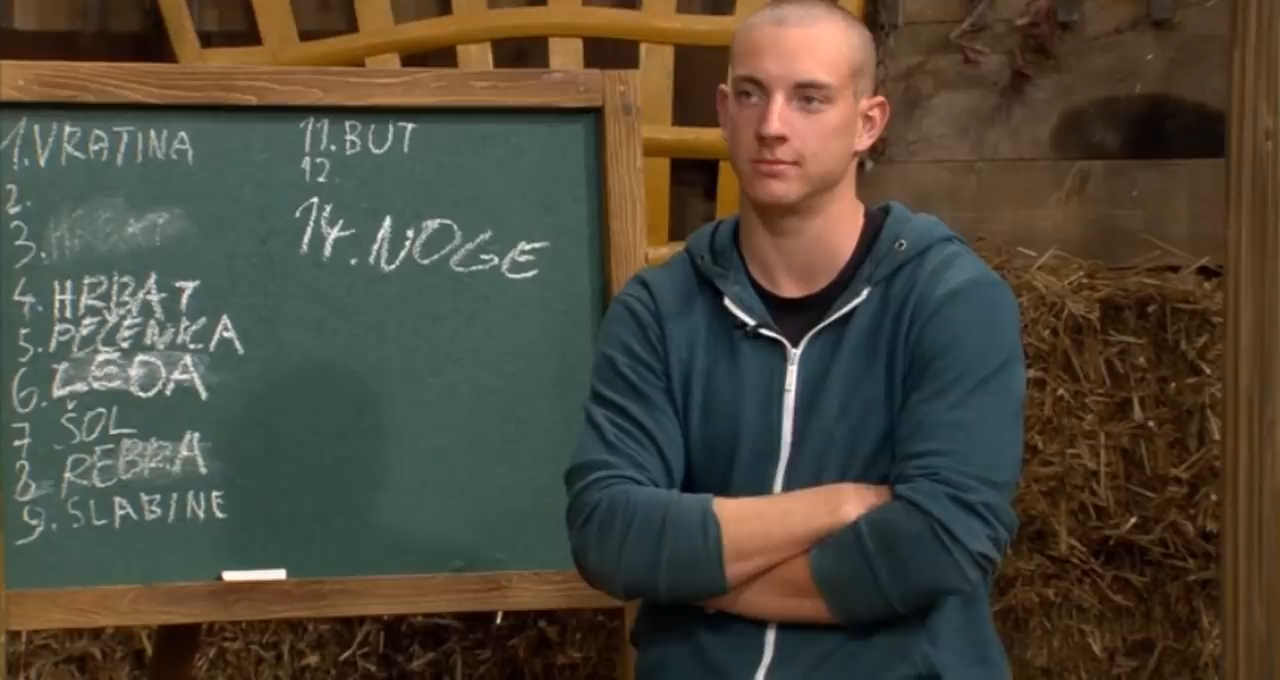 1. VRATINA
2.
3. HRBAT
4. HRBAT
5. PEČENKA
6. LEĐA
7 ŠOL
8 REBRA
9. SLABINE
11. BUT
12.
14. NOGE